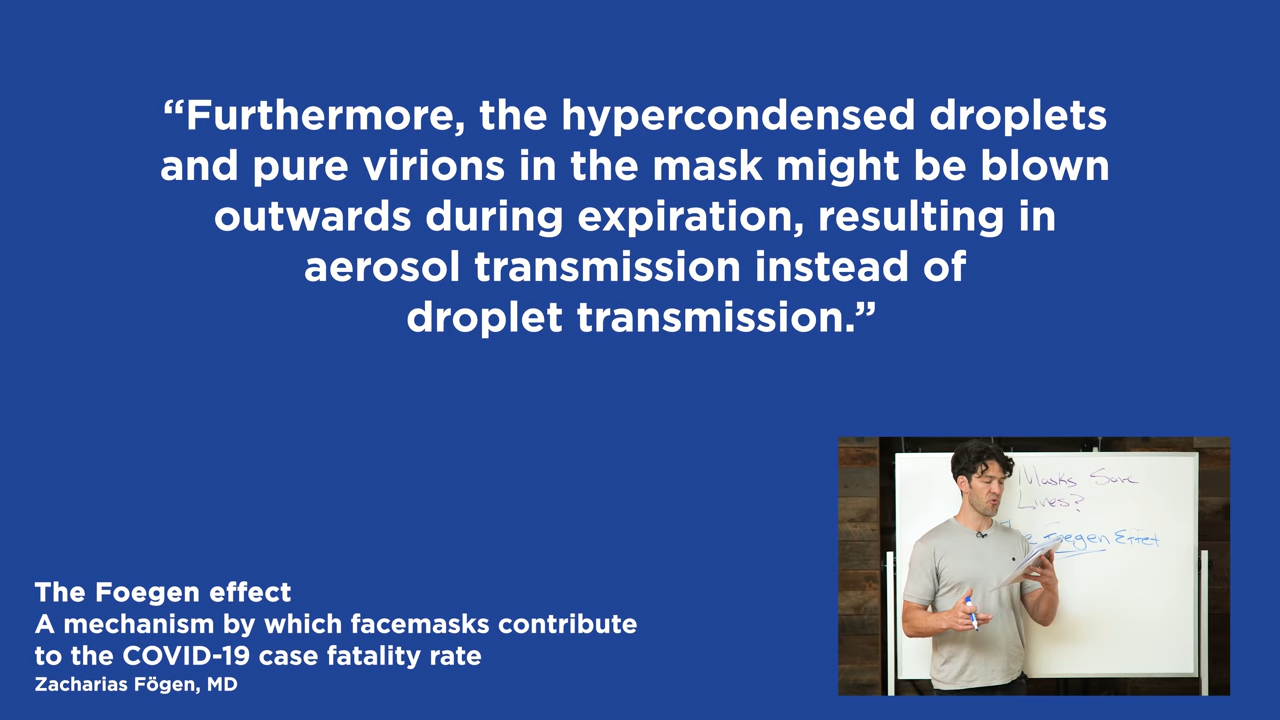 “Furthermore, the hypercondensed droplets
and pure virions in the mask might be blown
outwards during expiration, resulting in
aerosol transmission instead of
droplet transmission.”
The Foegen effect
A mechanism by which facemasks contribute
to the COVID-19 case fatality rate
Zacharias Fögen, MD
Masks Save
Lives?
Foegen Effet